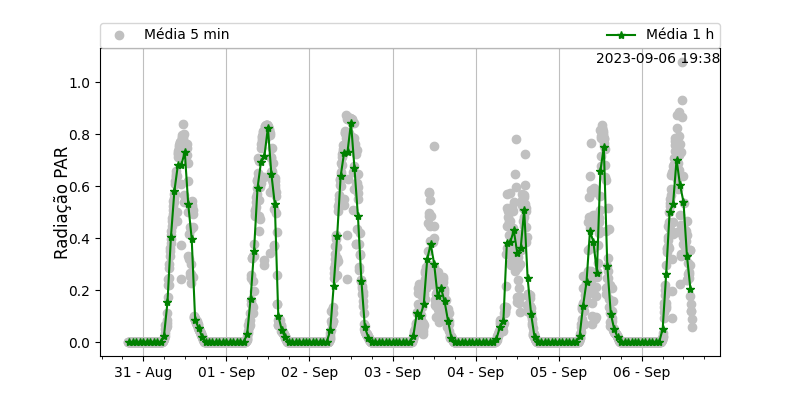 Média 5 min
Média 1 h
2023-09-06 19:38
Radiação PAR
1.0
0.8
0.6
0.4
0.2
0.0
31 - Aug
01 - Sep
02 - Sep
03 - Sep
04 - Sep
05 - Sep
06 - Sep